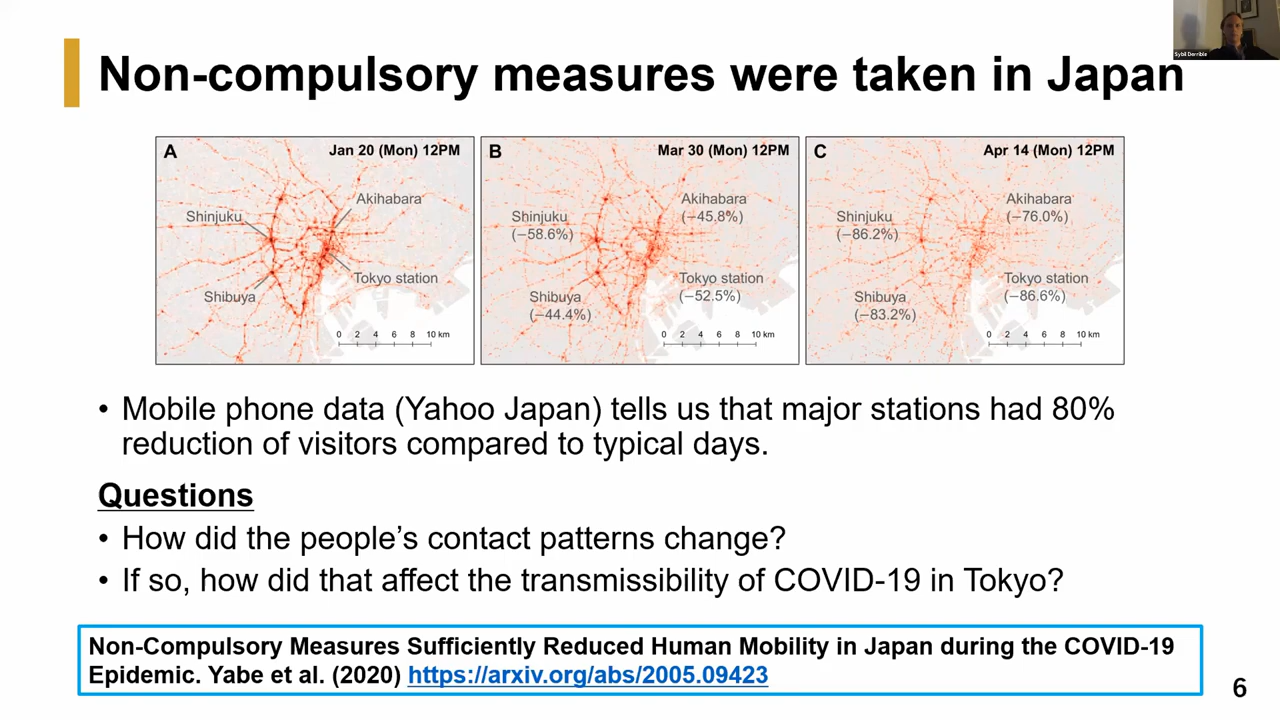 Sybil Derrible
Non-compulsory measures were taken in Japan
A
Jan 20 (Mon) 12PM
Akihabara
Shinjuku
Tokyo station
Shibuya
0 2 4 6 8 10 km
B
Mar 30 (Mon) 12PM
Akihabara
(−45.8%)
Shinjuku
(−58.6%)
Tokyo station
(−52.5%)
Shibuya
(−44.4%)
0 2 4 6 8 10 km
C
Apr 14 (Mon) 12PM
Akihabara
(−76.0%)
Shinjuku
(−86.2%)
Tokyo station
(−86.6%)
Shibuya
(−83.2%)
0 2 4 6 8 10 km
• Mobile phone data (Yahoo Japan) tells us that major stations had 80%
reduction of visitors compared to typical days.
Questions
• How did the people’s contact patterns change?
• If so, how did that affect the transmissibility of COVID-19 in Tokyo?
Non-Compulsory Measures Sufficiently Reduced Human Mobility in Japan during the COVID-19
Epidemic. Yabe et al. (2020) https://arxiv.org/abs/2005.09423
6